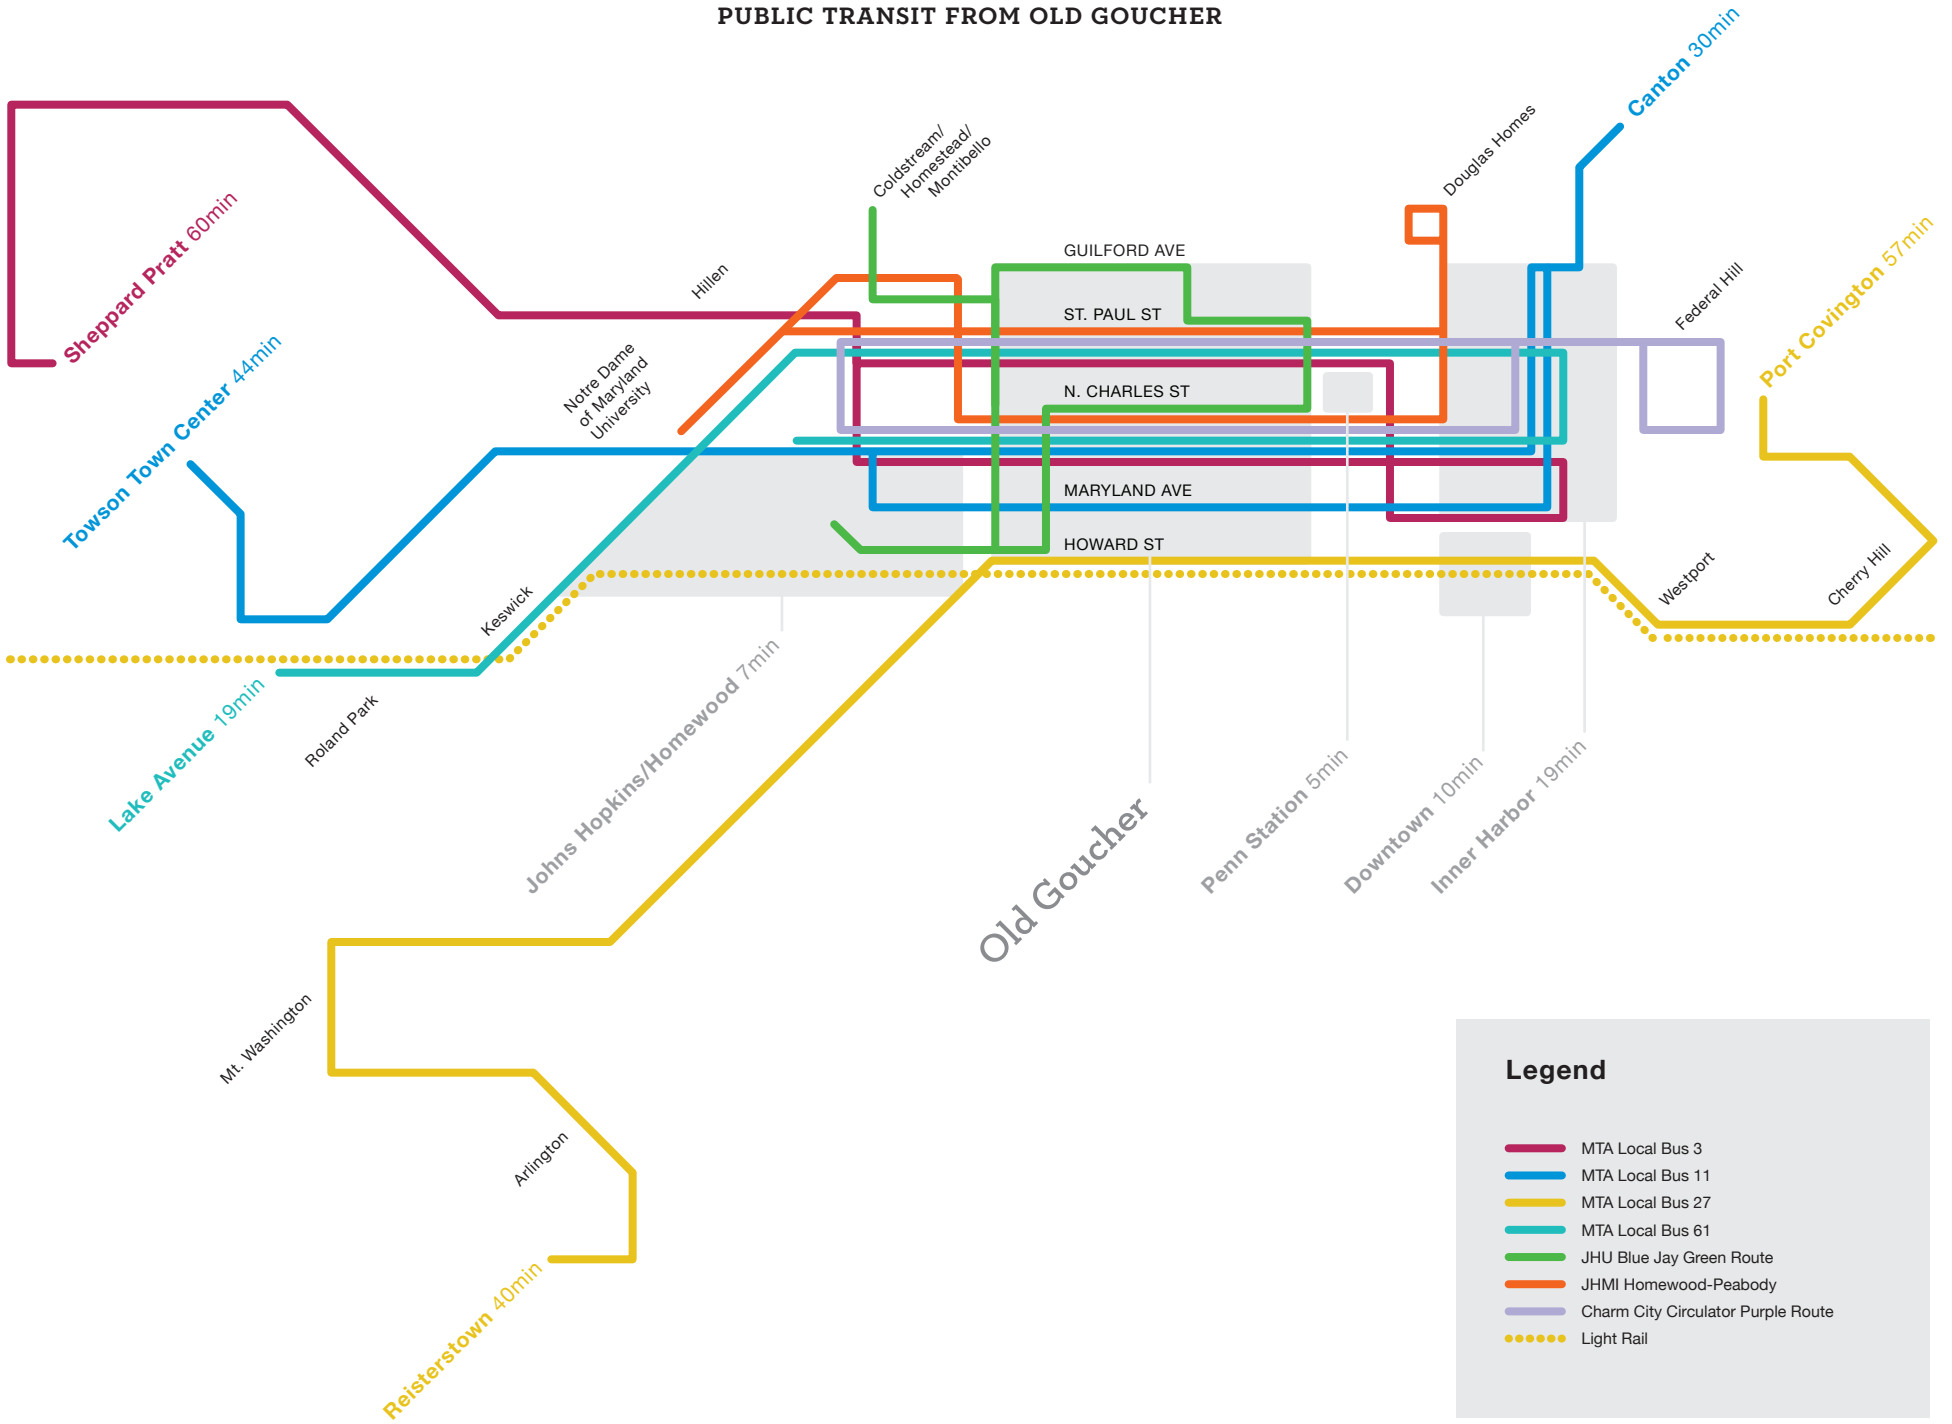 PUBLIC TRANSIT FROM OLD GOUCHER
Canton 30min
Coldstream/
Homestead/
Montibello
Douglas Homes
Sheppard Pratt 60min
Hillen
GUILFORD AVE
ST. PAUL ST
Federal Hill
Port Covington 57min
Towson Town Center 44min
Notre Dame
of Maryland
University
N. CHARLES ST
MARYLAND AVE
HOWARD ST
Keswick
Westport
Cherry Hill
Lake Avenue 19min
Roland Park
Johns Hopkins/Homewood 7min
Old Goucher
Penn Station 5min
Downtown 10min
Inner Harbor 19min
Mt. Washington
Arlington
Reisterstown 40min
Legend
MTA Local Bus 3
MTA Local Bus 11
MTA Local Bus 27
MTA Local Bus 61
JHU Blue Jay Green Route
JHMI Homewood-Peabody
Charm City Circulator Purple Route
Light Rail